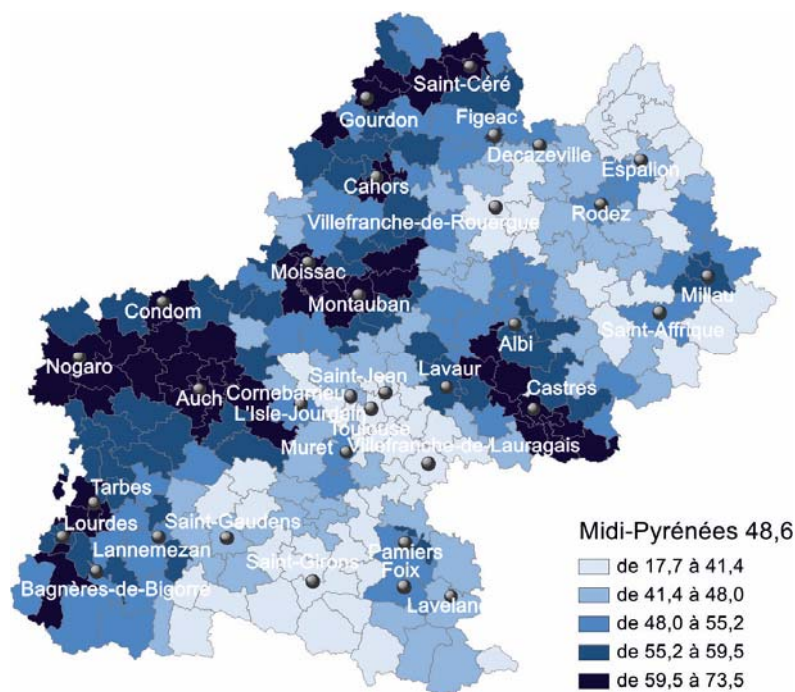 Saint-Céré
Gourdon
Figeac
Decazeville
Espalion
Cahors
Villefranche-de-Rouergue
Rodez
Moissac
Montauban
Millau
Condom
Saint-Affrique
Albi
Nogaro
Lavaur
Saint-Jean
Castres
Auch
Cornebarrieu
L'Isle-Jourdain
Toulouse
Muret
Villefranche-de-Lauragais
Tarbes
Lourdes
Saint-Gaudens
Lannemezan
Saint-Girons
Pamiers
Foix
Bagnères-de-Bigorre
Midi-Pyrénées 48,6
de 17,7 à 41,4
de 41,4 à 48,0
de 48,0 à 55,2
de 55,2 à 59,5
de 59,5 à 73,5